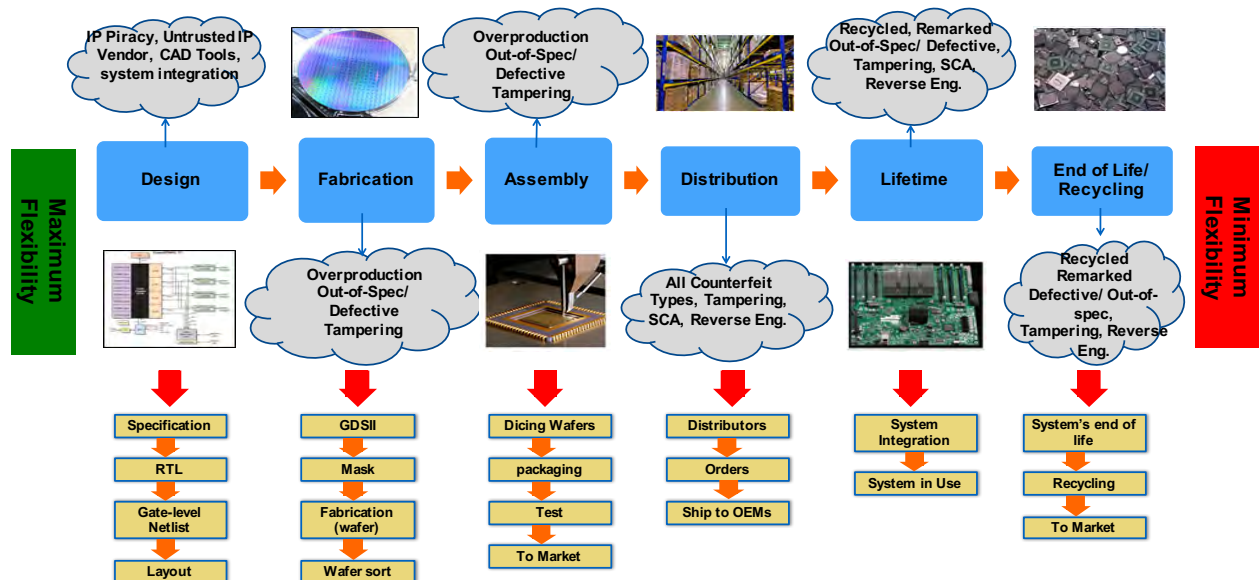 IP Piracy, Untrusted IP
Vendor, CAD Tools,
system integration
Overproduction
Out-of-Spec/
Defective
Tampering
Recycled, Remarked
Out-of-Spec/ Defective,
Tampering, SCA,
Reverse Eng.
Maximum
Flexibility
Design
Fabrication
Assembly
Distribution
Lifetime
End of Life/
Recycling
Minimum
Flexibility
Overproduction
Out-of-Spec/
Defective
Tampering
All Counterfeit
Types, Tampering,
SCA, Reverse Eng.
Recycled
Remarked
Defective/ Out-of-
spec,
Tampering, Reverse
Eng.
Specification
RTL
Gate-level
Netlist
Layout
GDSII
Mask
Fabrication
(wafer)
Wafer sort
Dicing Wafers
packaging
Test
To Market
Distributors
Orders
Ship to OEMs
System
Integration
System in Use
System's end of
life
Recycling
To Market